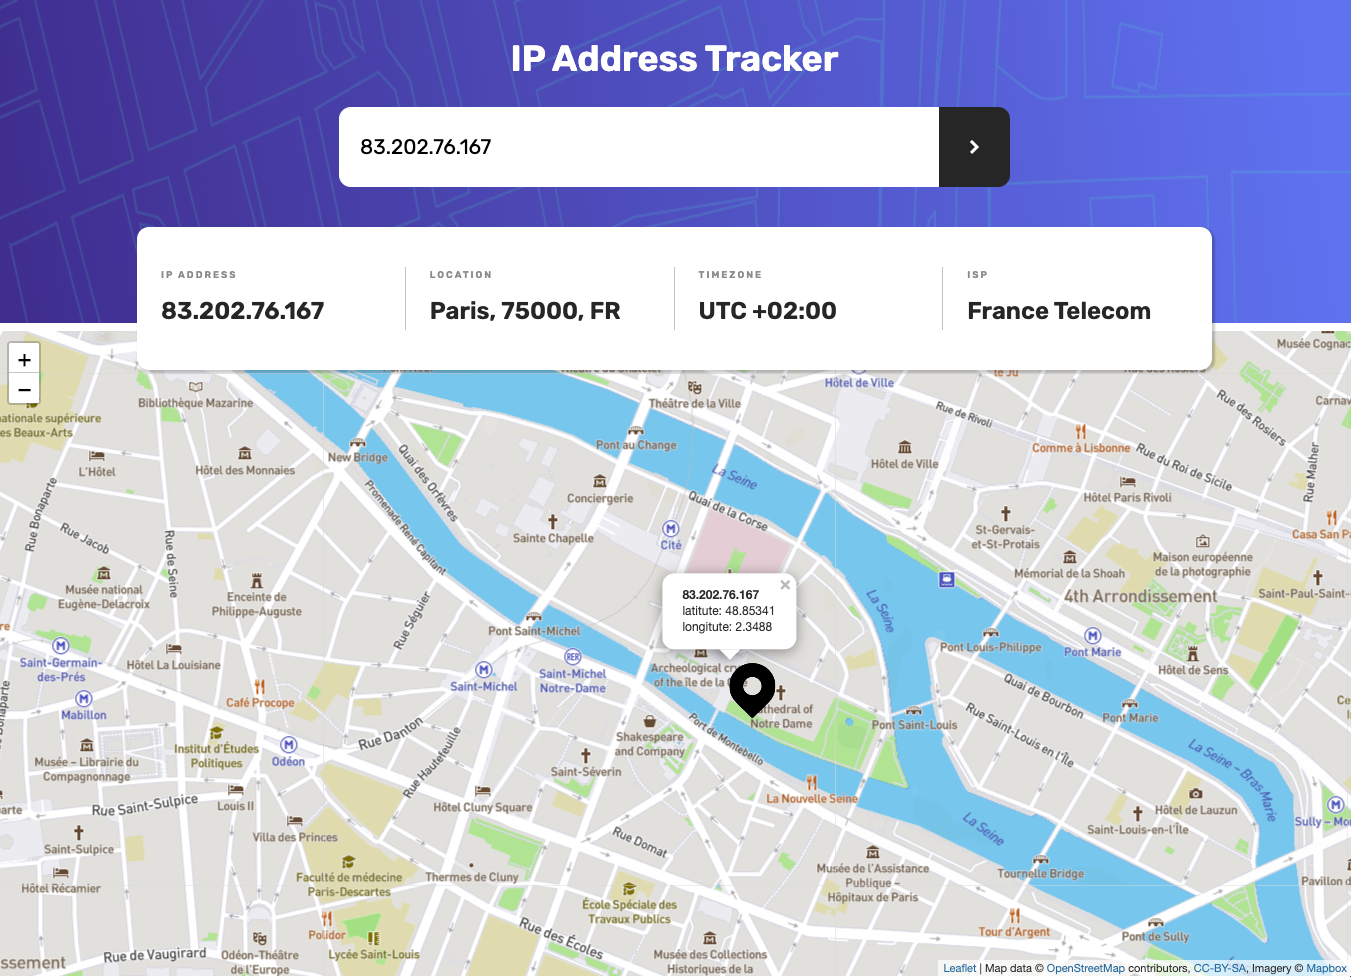 IP Address Tracker
83.202.76.167
IP ADDRESS
83.202.76.167
LOCATION
Paris, 75000, FR
TIMEZONE
UTC +02:00
ISP
France Telecom
+
−
Musée Cognac
Bibliothèque Mazarine
Théâtre de la Ville
Hôtel de Ville
Rue des Rosiers
nationale supérieure
es Beaux-Arts
Pont au Change
Rue de Rivoli
Comme à Lisbonne
L'Hôtel
Hôtel des Monnaies
New Bridge
Quai des Orfèvres
La Seine
Hôtel de Ville
Rue du Roi de Sicile
Rue Malher
Rue Bonaparte
Promenade René Capitant
Conciergerie
Quai de la Corse
Hôtel Paris Rivoli
Rue Jacob
Rue de Seine
Sainte Chapelle
Cité
St-Gervais-
et-St-Protais
Casa San P
Maison européenne
de la photographie
Musée national
Eugène-Delacroix
Enceinte de
Philippe-Auguste
Rue Séguier
83.202.76.167
latitute: 48.85341
longitute: 2.3488
×
La Seine
Mémorial de la Shoah
4th Arrondissement
Saint-Paul-Saint-
Pont Saint-Michel
Pont Louis-Philippe
Pont Marie
Saint-Germain-
des-Prés
Hôtel La Louisiane
Saint-Michel
RER
Saint-Michel
Notre-Dame
Archeological
of the île de la
Hôtel de Sens
Mabillon
Café Procope
Cathedral of
Notre Dame
Pont Saint-Louis
Quai de Bourbon
Pont Marie
Rue Saint-Louis en l'Île
Institut d'Études
Politiques
Odéon
Rue Danton
Rue Hautefeuille
Shakespeare
and Company
Port de Montebello
Musée – Librairie du
Compagnonnage
Saint-Séverin
La Seine – Bras Marie
Rue Saint-Sulpice
Louis II
Hôtel Cluny Square
La Nouvelle Seine
Hôtel de Lauzun
Villa des Princes
Rue Domat
La Seine
Saint-Louis-en-l'Île
Sully – Mo
Saint-Sulpice
Hôtel Récamier
Faculté de médecine
Paris-Descartes
Thermes de Cluny
Musée de l'Assistance
Publique –
Hôpitaux de Paris
Tournelle Bridge
Pavillon d
École Spéciale des
Travaux Publics
Polidor
Rue des Écoles
Tour d'Argent
Pont de Sully
ssement
Rue de Vaugirard
Odéon-Théâtre
de l'Europe
Lycée Saint-Louis
Musée des Collections
Historiques de la
Leaflet | Map data © OpenStreetMap contributors, CC-BY-SA, Imagery © Mapbox